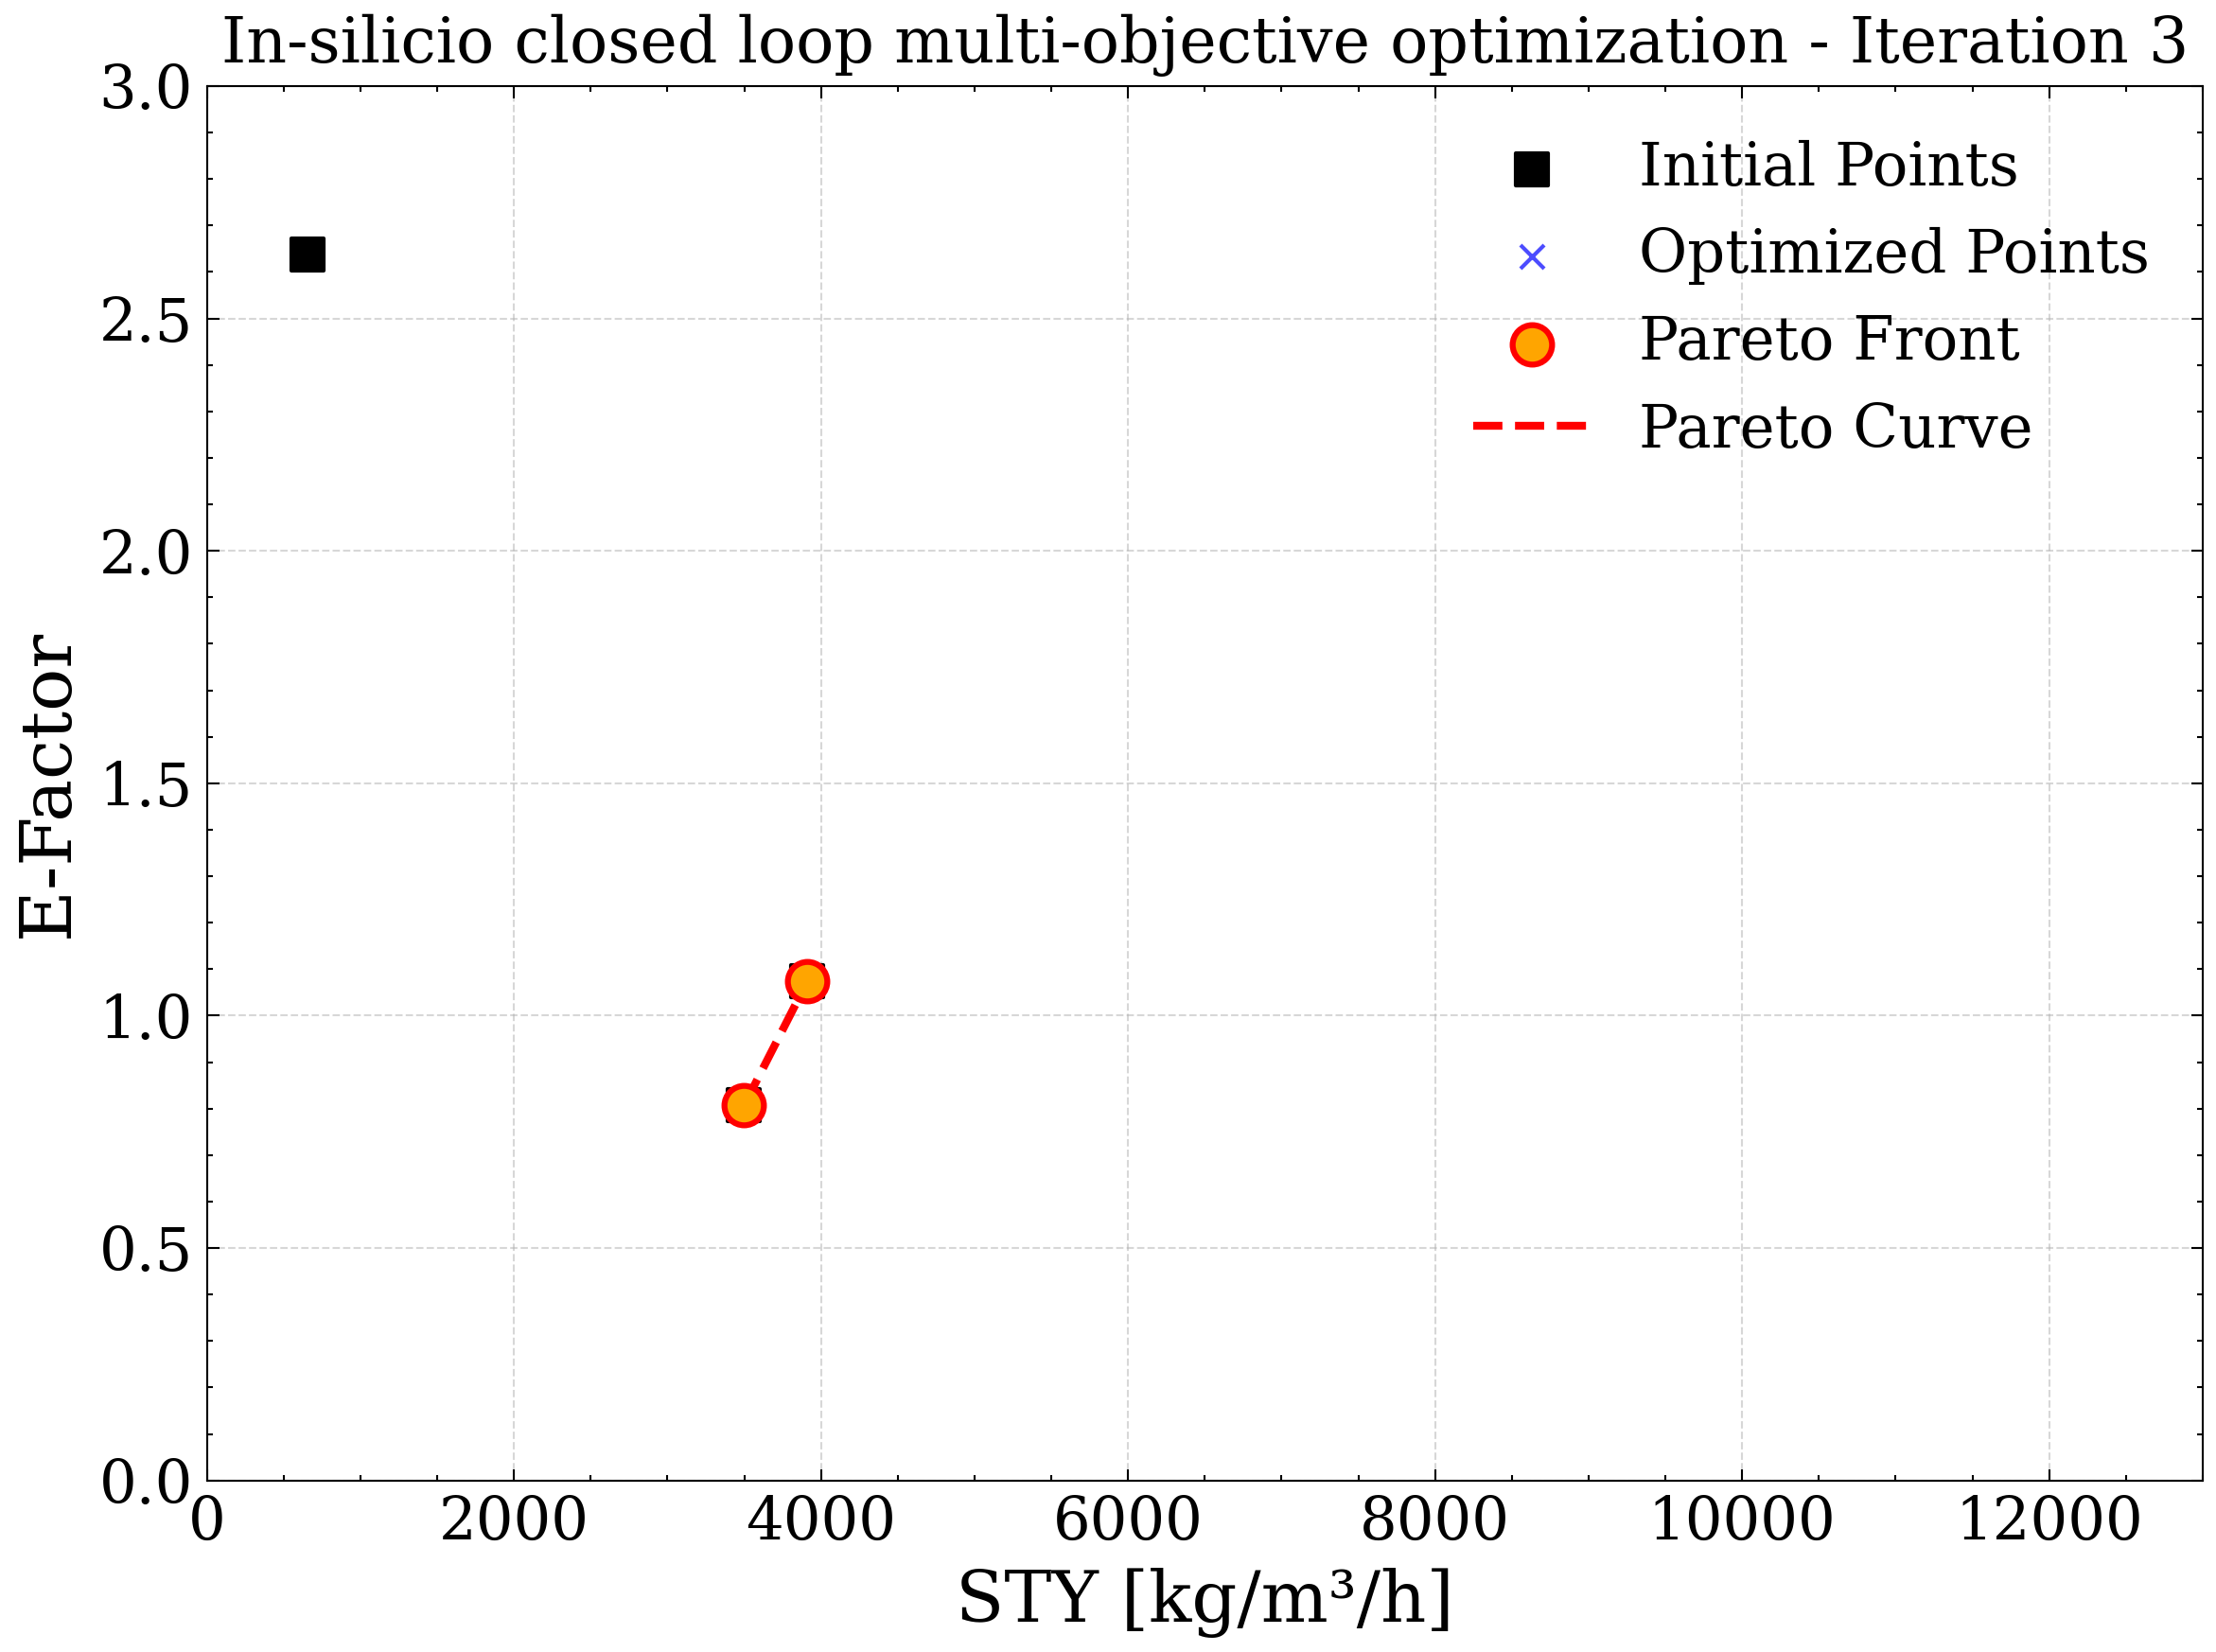 In-silicio closed loop multi-objective optimization - Iteration 3
3.0
2.5
2.0
1.5
1.0
0.5
0.0
E-Factor
Initial Points
Optimized Points
Pareto Front
Pareto Curve
0 2000 4000 6000 8000 10000 12000
STY [kg/m³/h]